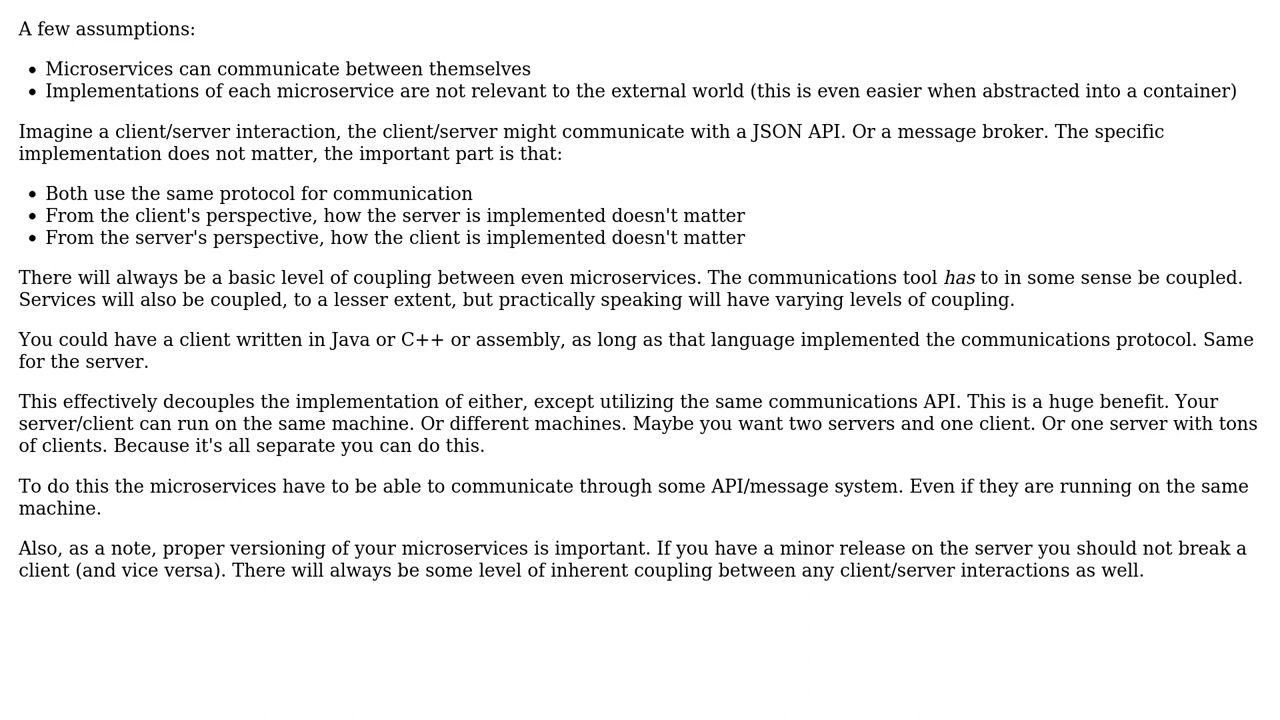 A few assumptions:
• Microservices can communicate between themselves
• Implementations of each microservice are not relevant to the external world (this is even easier when abstracted into a container)
Imagine a client/server interaction, the client/server might communicate with a JSON API. Or a message broker. The specific
implementation does not matter, the important part is that:
• Both use the same protocol for communication
• From the client's perspective, how the server is implemented doesn't matter
• From the server's perspective, how the client is implemented doesn't matter
There will always be a basic level of coupling between even microservices. The communications tool has to in some sense be coupled.
Services will also be coupled, to a lesser extent, but practically speaking will have varying levels of coupling.
You could have a client written in Java or C++ or assembly, as long as that language implemented the communications protocol. Same
for the server.
This effectively decouples the implementation of either, except utilizing the same communications API. This is a huge benefit. Your
server/client can run on the same machine. Or different machines. Maybe you want two servers and one client. Or one server with tons
of clients. Because it's all separate you can do this.
To do this the microservices have to be able to communicate through some API/message system. Even if they are running on the same
machine.
Also, as a note, proper versioning of your microservices is important. If you have a minor release on the server you should not break a
client (and vice versa). There will always be some level of inherent coupling between any client/server interactions as well.